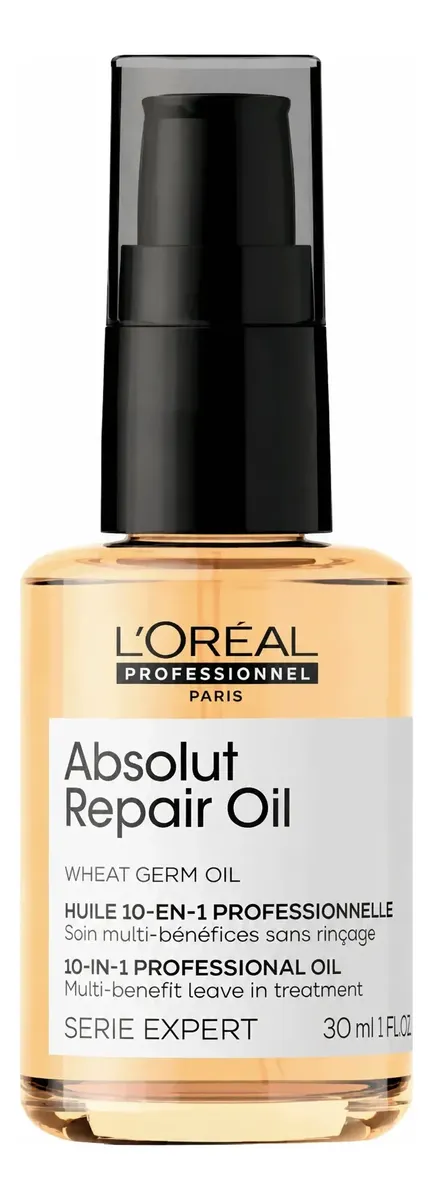 L'ORÉAL
PROFESSIONNEL
PARIS
Absolut
Repair Oil
WHEAT GERM OIL
HUILE 10-EN-1 PROFESSIONNELLE
Soin multi-bénéfices sans rinçage
10-IN-1 PROFESSIONAL OIL
Multi-benefit leave in treatment
SERIE EXPERT 30 ml 1 FL.OZ